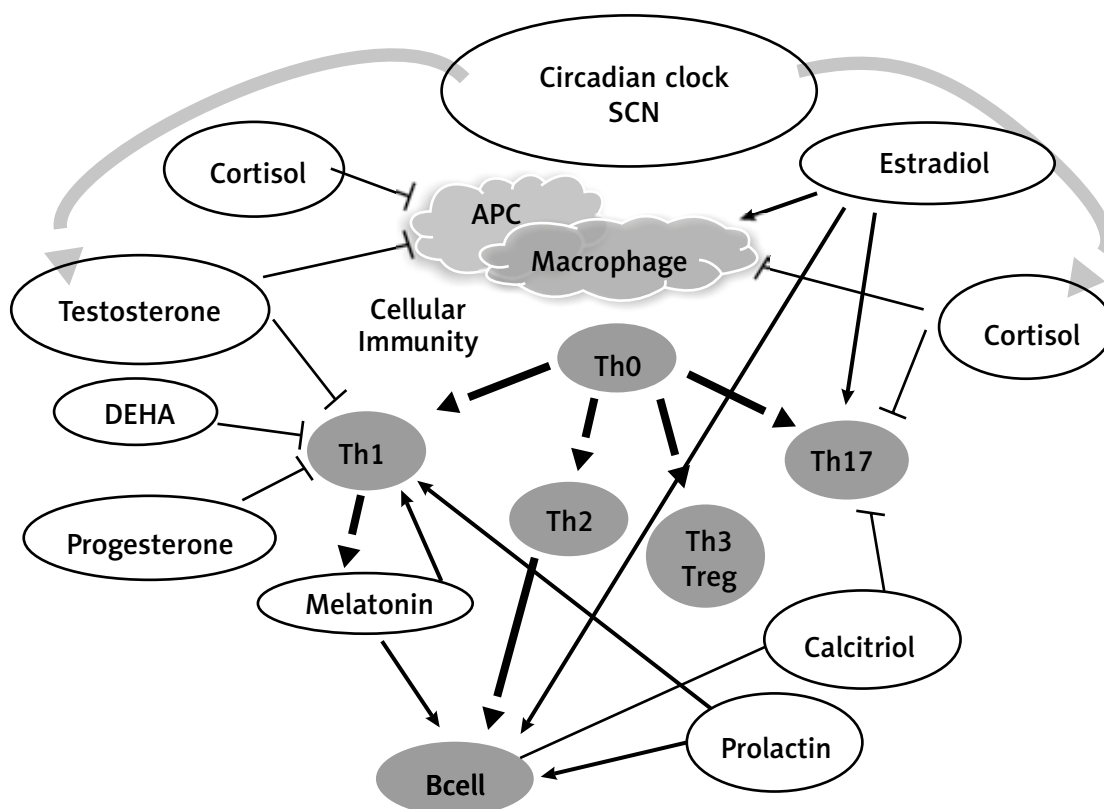 Circadian clock
SCN
Cortisol
Estradiol
APC
Macrophage
Testosterone
Cellular
Immunity
Cortisol
Th0
DEHA
Th1
Th17
Th2
Progesterone
Th3
Treg
Melatonin
Calcitriol
Prolactin
Bcell